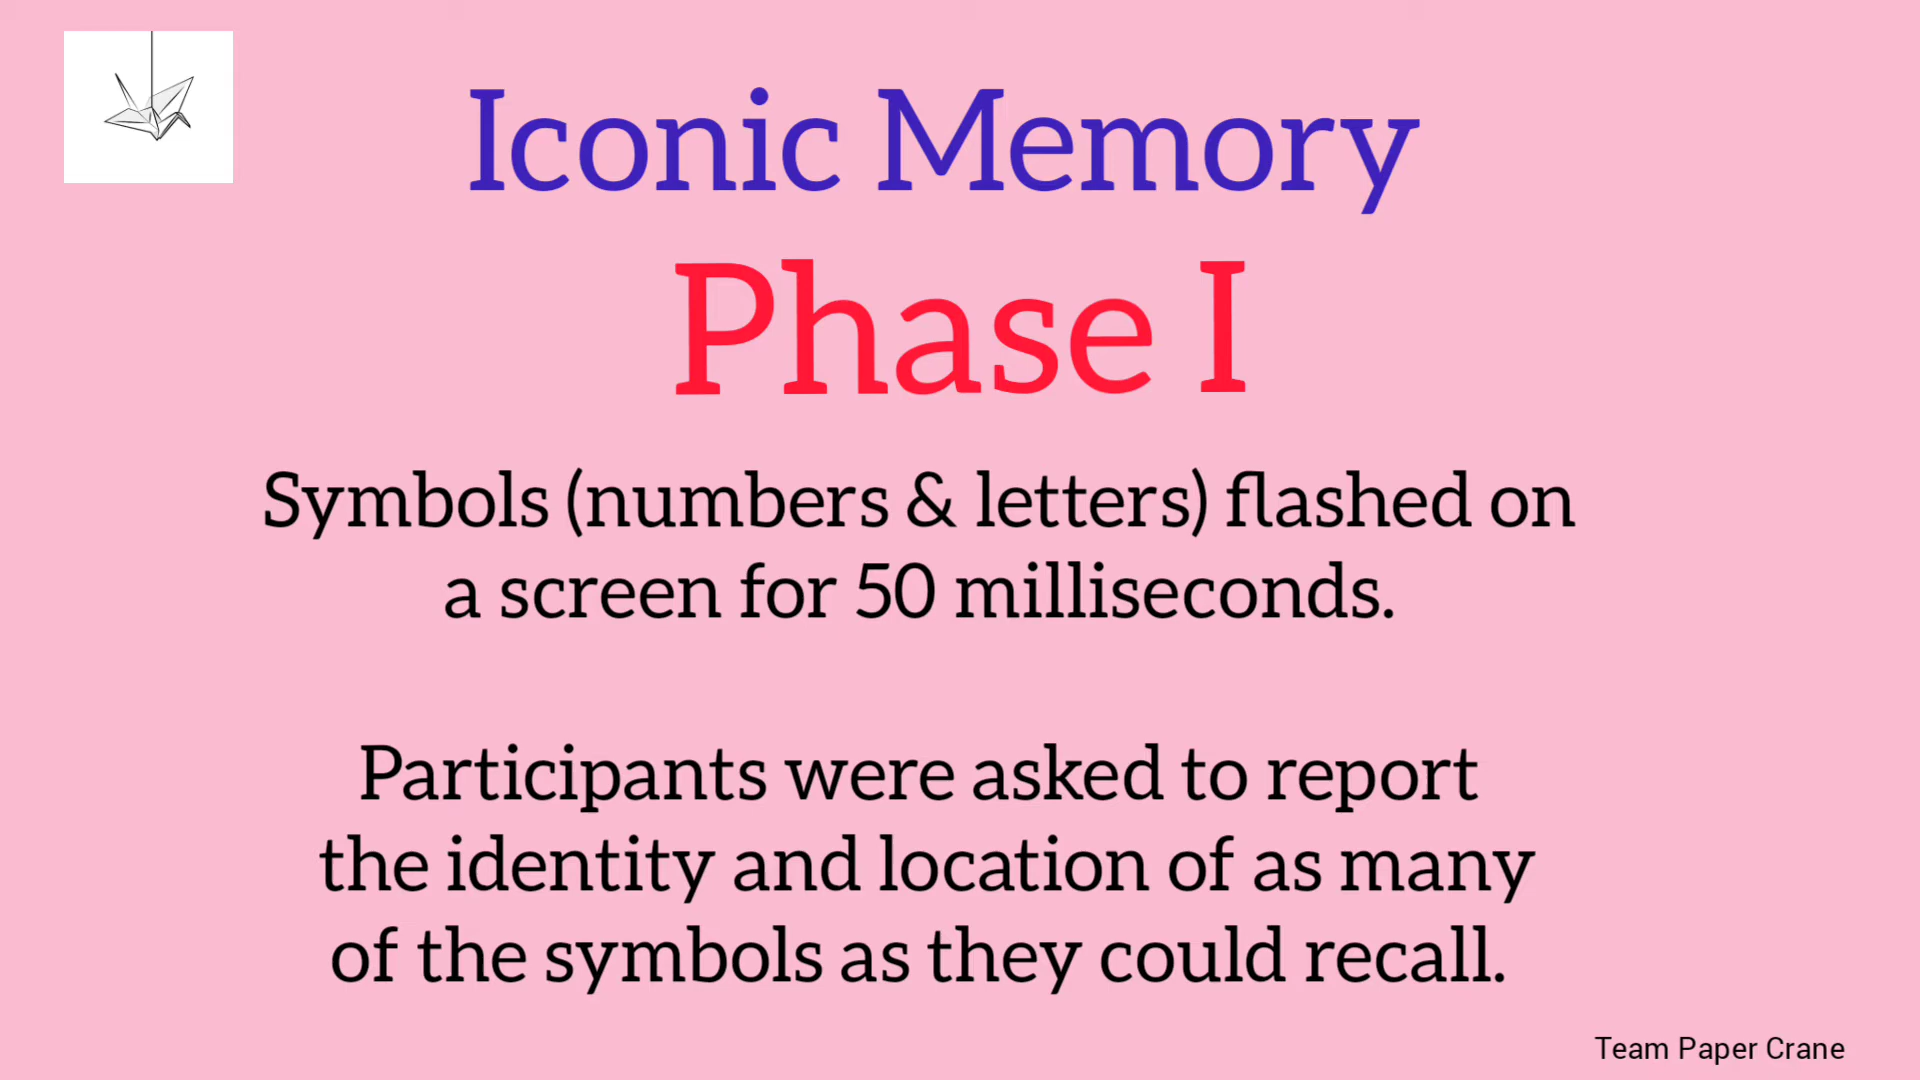 Iconic Memory
Phase I
Symbols (numbers & letters) flashed on
a screen for 50 milliseconds.
Participants were asked to report
the identity and location of as many
of the symbols as they could recall.
Team Paper Crane